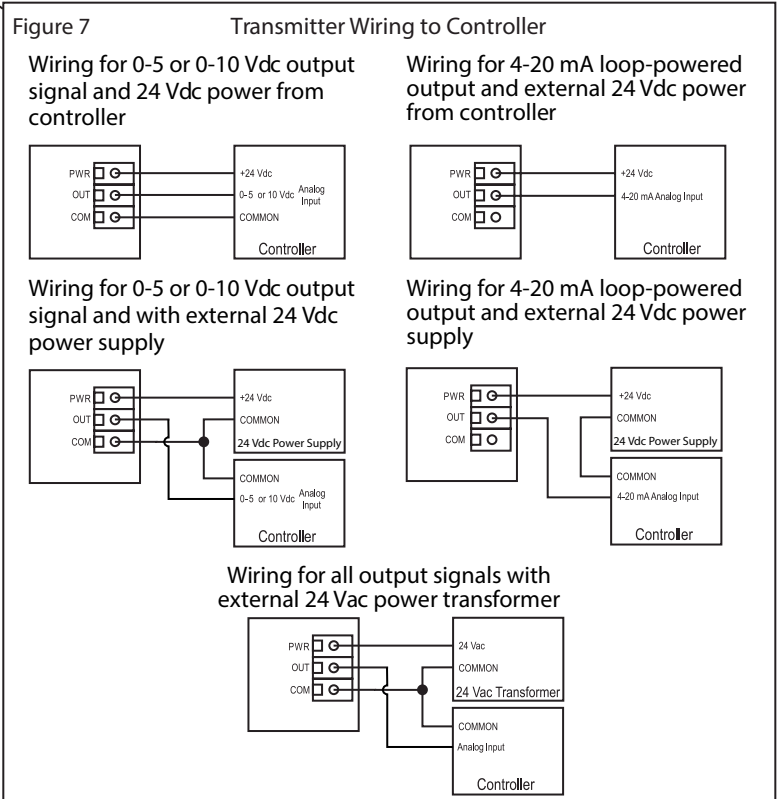 Figure 7
Transmitter Wiring to Controller
Wiring for 0-5 or 0-10 Vdc output
signal and 24 Vdc power from
controller
PWR
OUT
COM
+24 Vdc
0-5 or 10 Vdc Analog
Input
COMMON
Controller
Wiring for 4-20 mA loop-powered
output and external 24 Vdc power
from controller
PWR
OUT
COM
+24 Vdc
4-20 mA Analog Input
Controller
Wiring for 0-5 or 0-10 Vdc output
signal and with external 24 Vdc
power supply
PWR
OUT
COM
+24 Vdc
COMMON
24 Vdc Power Supply
COMMON
0-5 or 10 Vdc Analog
Input
Controller
Wiring for 4-20 mA loop-powered
output and external 24 Vdc power
supply
PWR
OUT
COM
+24 Vdc
COMMON
24 Vdc Power Supply
COMMON
4-20 mA Analog Input
Controller
Wiring for all output signals with
external 24 Vac power transformer
PWR
OUT
COM
24 Vac
COMMON
24 Vac Transformer
COMMON
Analog Input
Controller